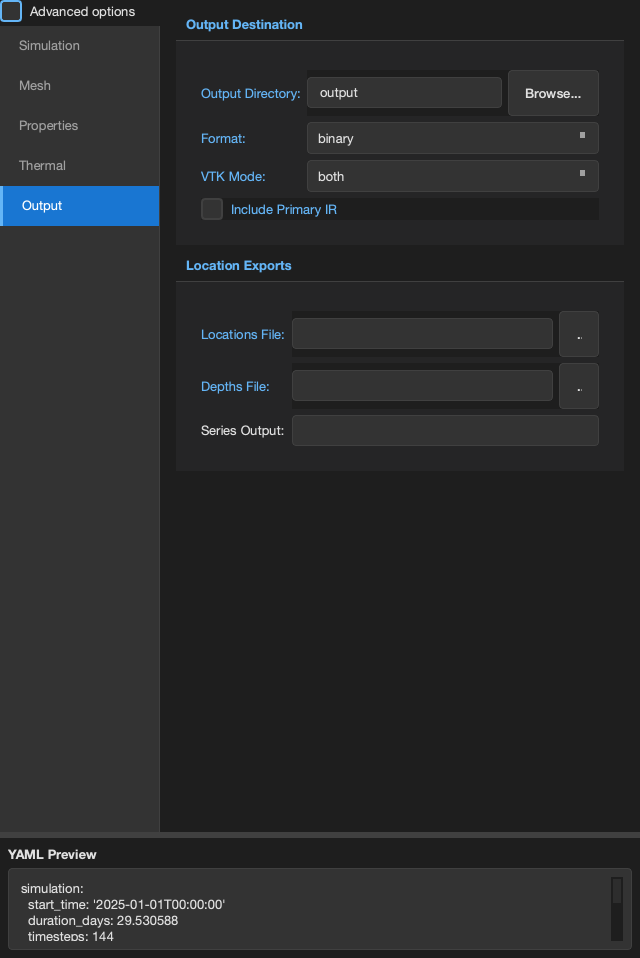 Advanced options
Simulation
Mesh
Properties
Thermal
Output
Output Destination
Output Directory: output Browse...
Format: binary
VTK Mode: both
Include Primary IR
Location Exports
Locations File: ..
Depths File: ..
Series Output:
YAML Preview
simulation:
start_time: '2025-01-01T00:00:00'
duration_days: 29.530588
timesteps: 144